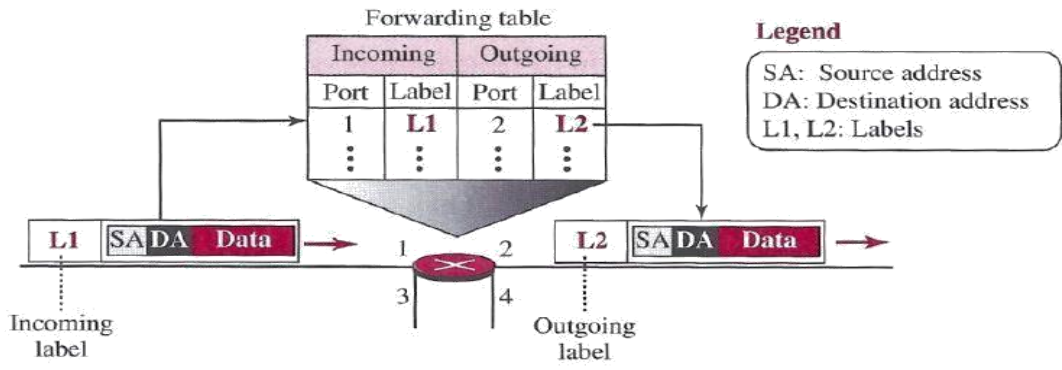 Forwarding table
Incoming Outgoing
Port Label Port Label
1 L1 2 L2
Legend
SA: Source address
DA: Destination address
L1, L2: Labels
L1 SA DA Data
1 2
3 4
L2 SA DA Data
Incoming
label
Outgoing
label